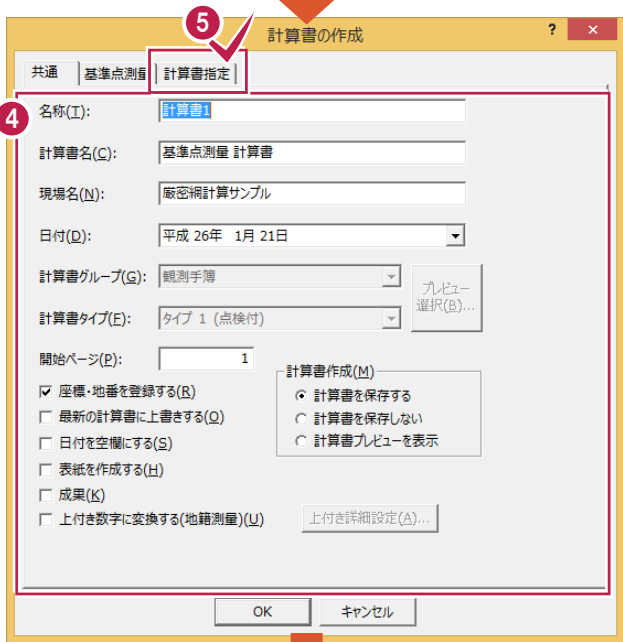 5
計算書の作成
? ×
共通 基準点測量 計算書指定
4
名称(T): 計算書1
計算書名(C): 基準点測量 計算書
現場名(N): 厳密網計算サンプル
日付(D): 平成 26年 1月 21日
計算書グループ(G): 観測手簿
プレビュー
選択(B)...
計算書タイプ(F): タイプ 1 (点検付)
開始ページ(P): 1
計算書作成(M)
座標・地番を登録する(R)
計算書を保存する
最新の計算書に上書きする(O)
計算書を保存しない
日付を空欄にする(S)
計算書プレビューを表示
表紙を作成する(H)
成果(K)
上付き数字に変換する(地籍測量)(U) 上付き詳細設定(A)...
OK キャンセル